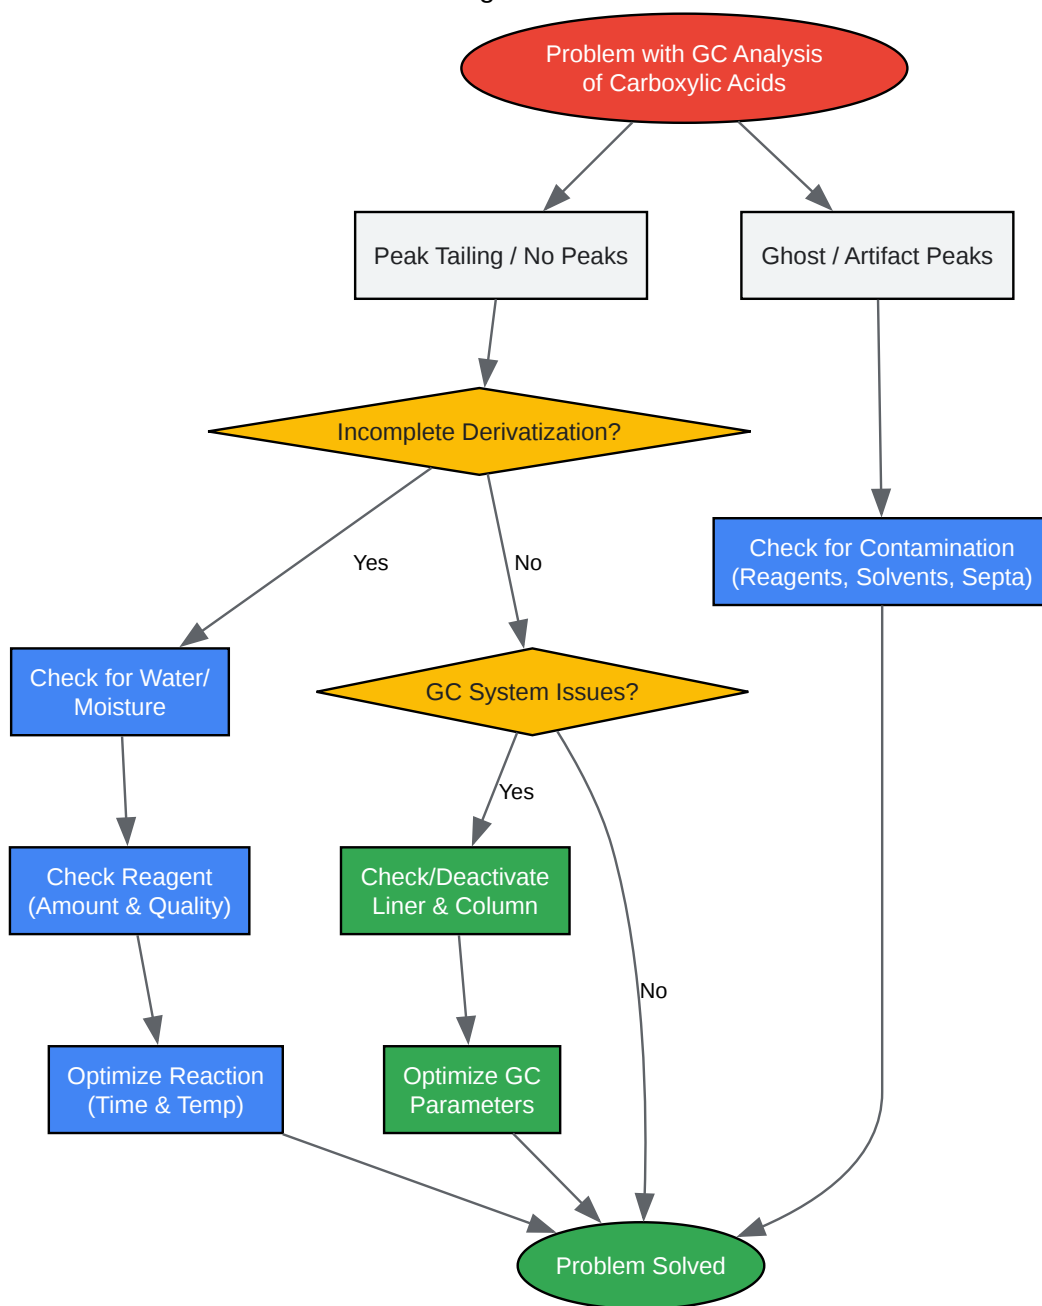 Problem with GC Analysis
of Carboxylic Acids
Peak Tailing / No Peaks
Ghost / Artifact Peaks
Incomplete Derivatization?
Yes
No
Check for Contamination
(Reagents, Solvents, Septa)
Check for Water/
Moisture
GC System Issues?
Yes
Check Reagent
(Amount & Quality)
Check/Deactivate
Liner & Column
No
Optimize Reaction
(Time & Temp)
Optimize GC
Parameters
Problem Solved